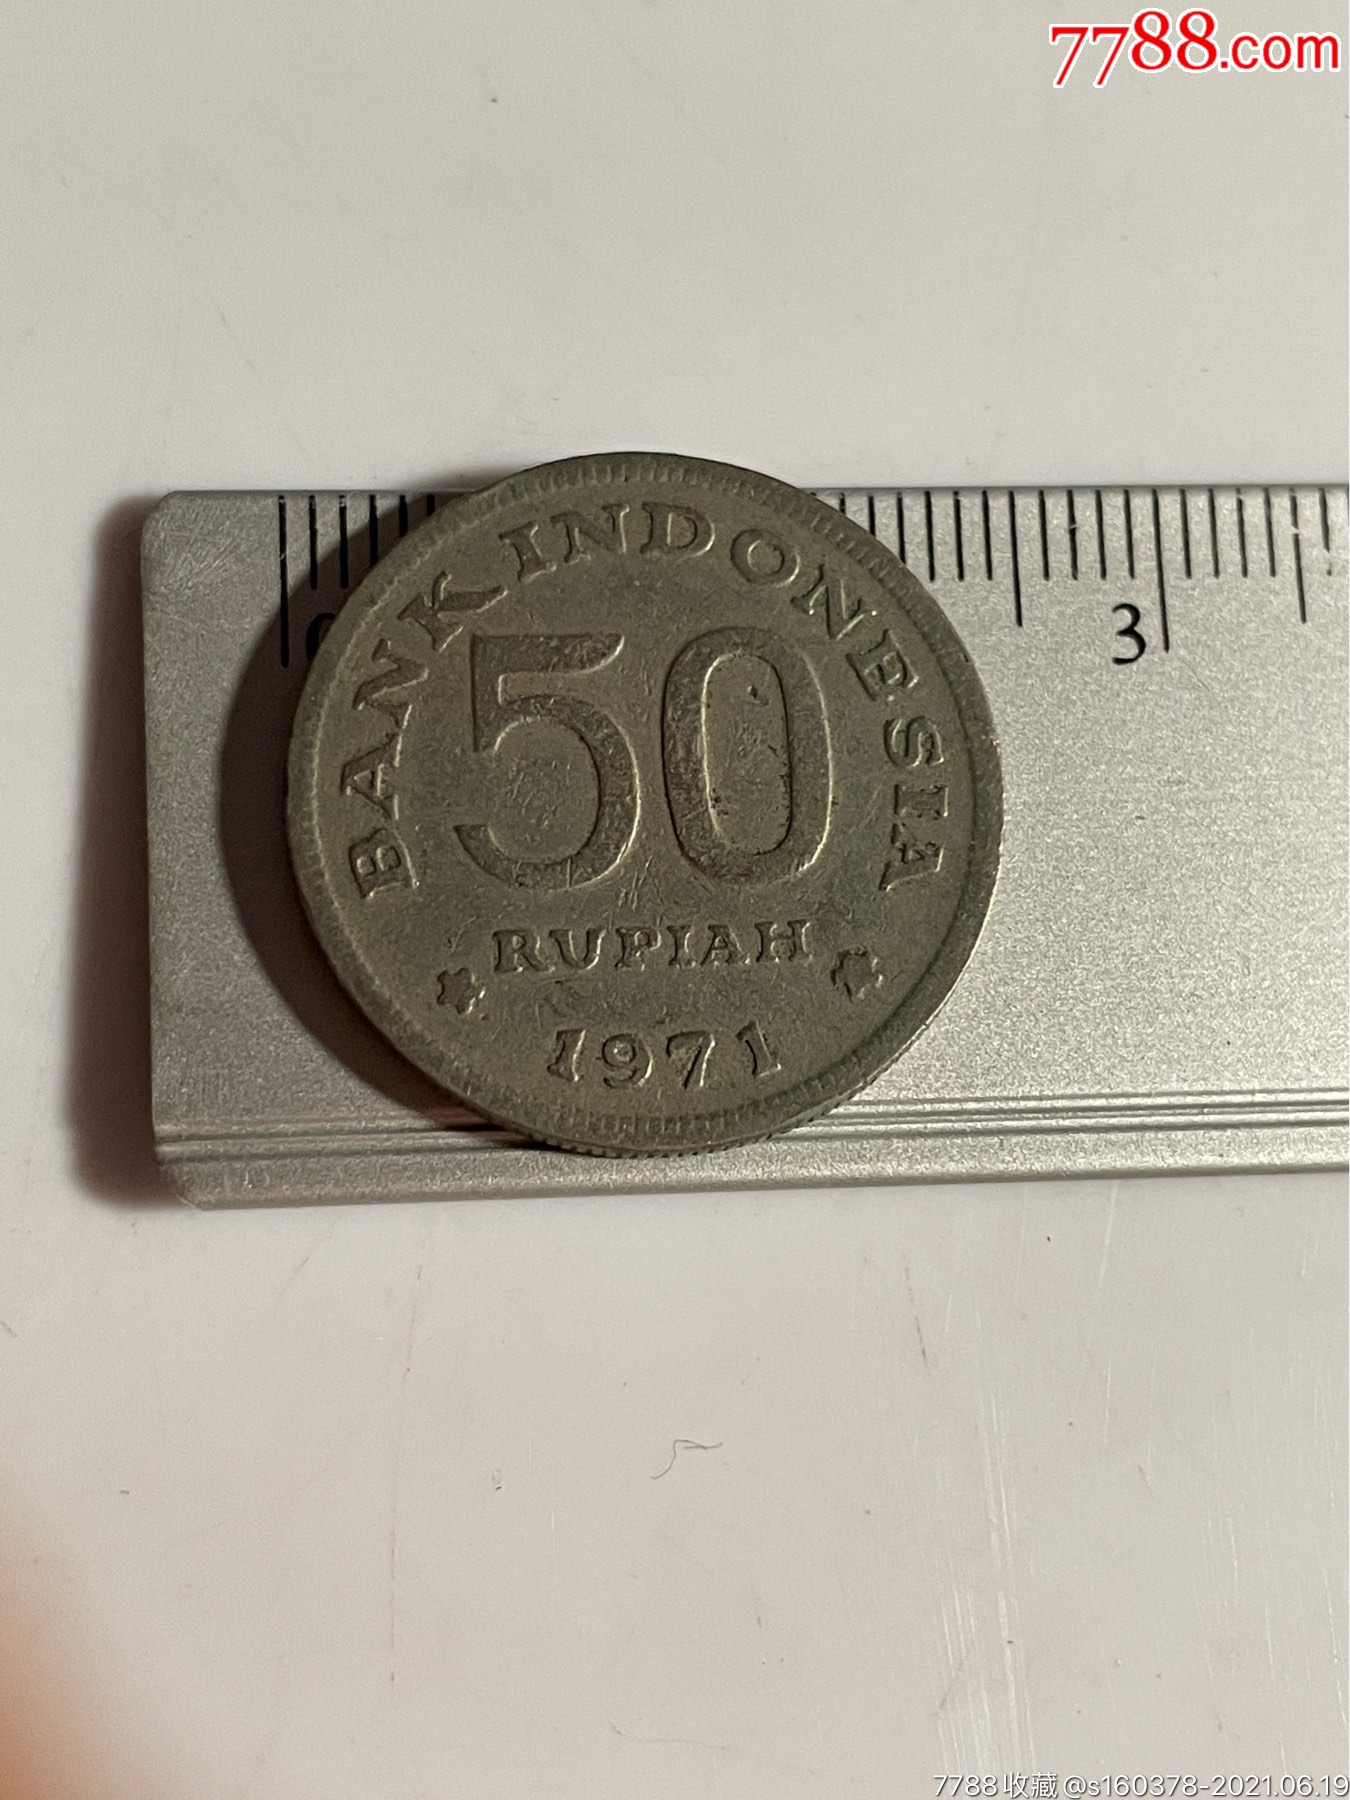 7788.com
BANK INDONESIA
50
RUPIAH
1971
3
7788收藏@s160378-2021.06.19